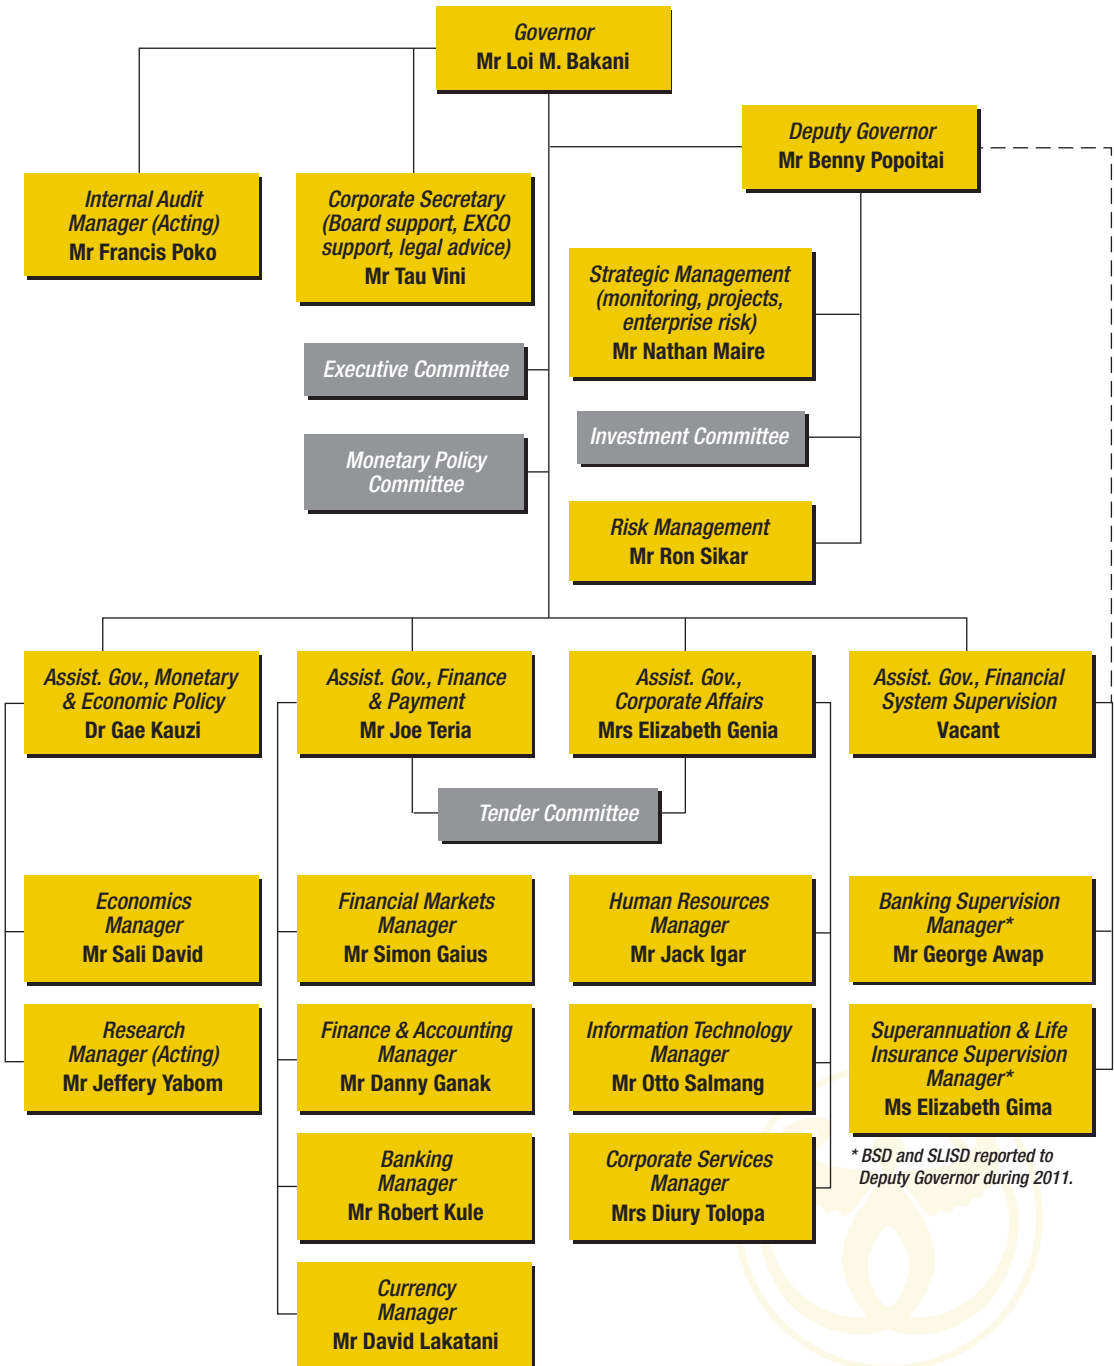 Governor
Mr Loi M. Bakani
Deputy Governor
Mr Benny Popoitai
Internal Audit
Manager (Acting)
Mr Francis Poko
Corporate Secretary
(Board support, EXCO
support, legal advice)
Mr Tau Vini
Strategic Management
(monitoring, projects,
enterprise risk)
Mr Nathan Maire
Executive Committee
Investment Committee
Monetary Policy
Committee
Risk Management
Mr Ron Sikar
Assist. Gov., Monetary
& Economic Policy
Dr Gae Kauzi
Assist. Gov., Finance
& Payment
Mr Joe Teria
Assist. Gov.,
Corporate Affairs
Mrs Elizabeth Genia
Assist. Gov., Financial
System Supervision
Vacant
Tender Committee
Economics
Manager
Mr Sali David
Financial Markets
Manager
Mr Simon Gaius
Human Resources
Manager
Mr Jack Igar
Banking Supervision
Manager*
Mr George Awap
Research
Manager (Acting)
Mr Jeffery Yabom
Finance & Accounting
Manager
Mr Danny Ganak
Information Technology
Manager
Mr Otto Salmang
Superannuation & Life
Insurance Supervision
Manager*
Ms Elizabeth Gima
Banking
Manager
Mr Robert Kule
Corporate Services
Manager
Mrs Diury Tolopa
* BSD and SLISD reported to
Deputy Governor during 2011.
Currency
Manager
Mr David Lakatani